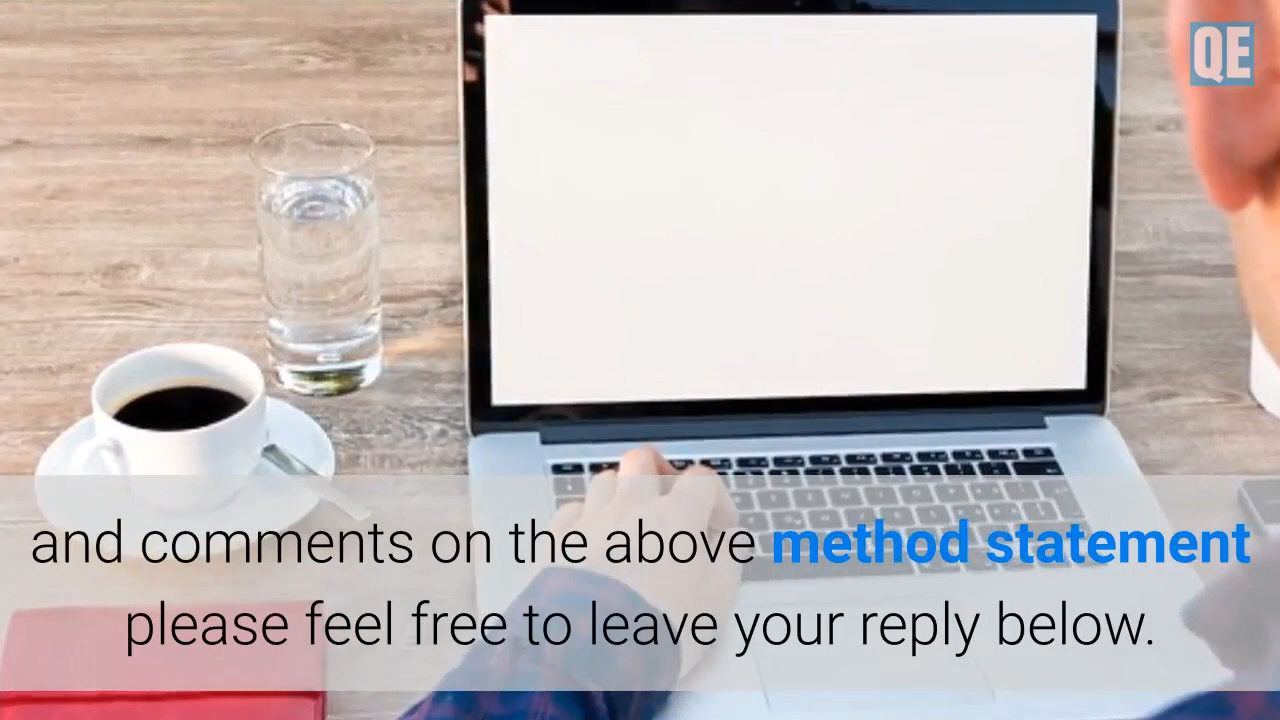 QE
and comments on the above method statement
please feel free to leave your reply below.